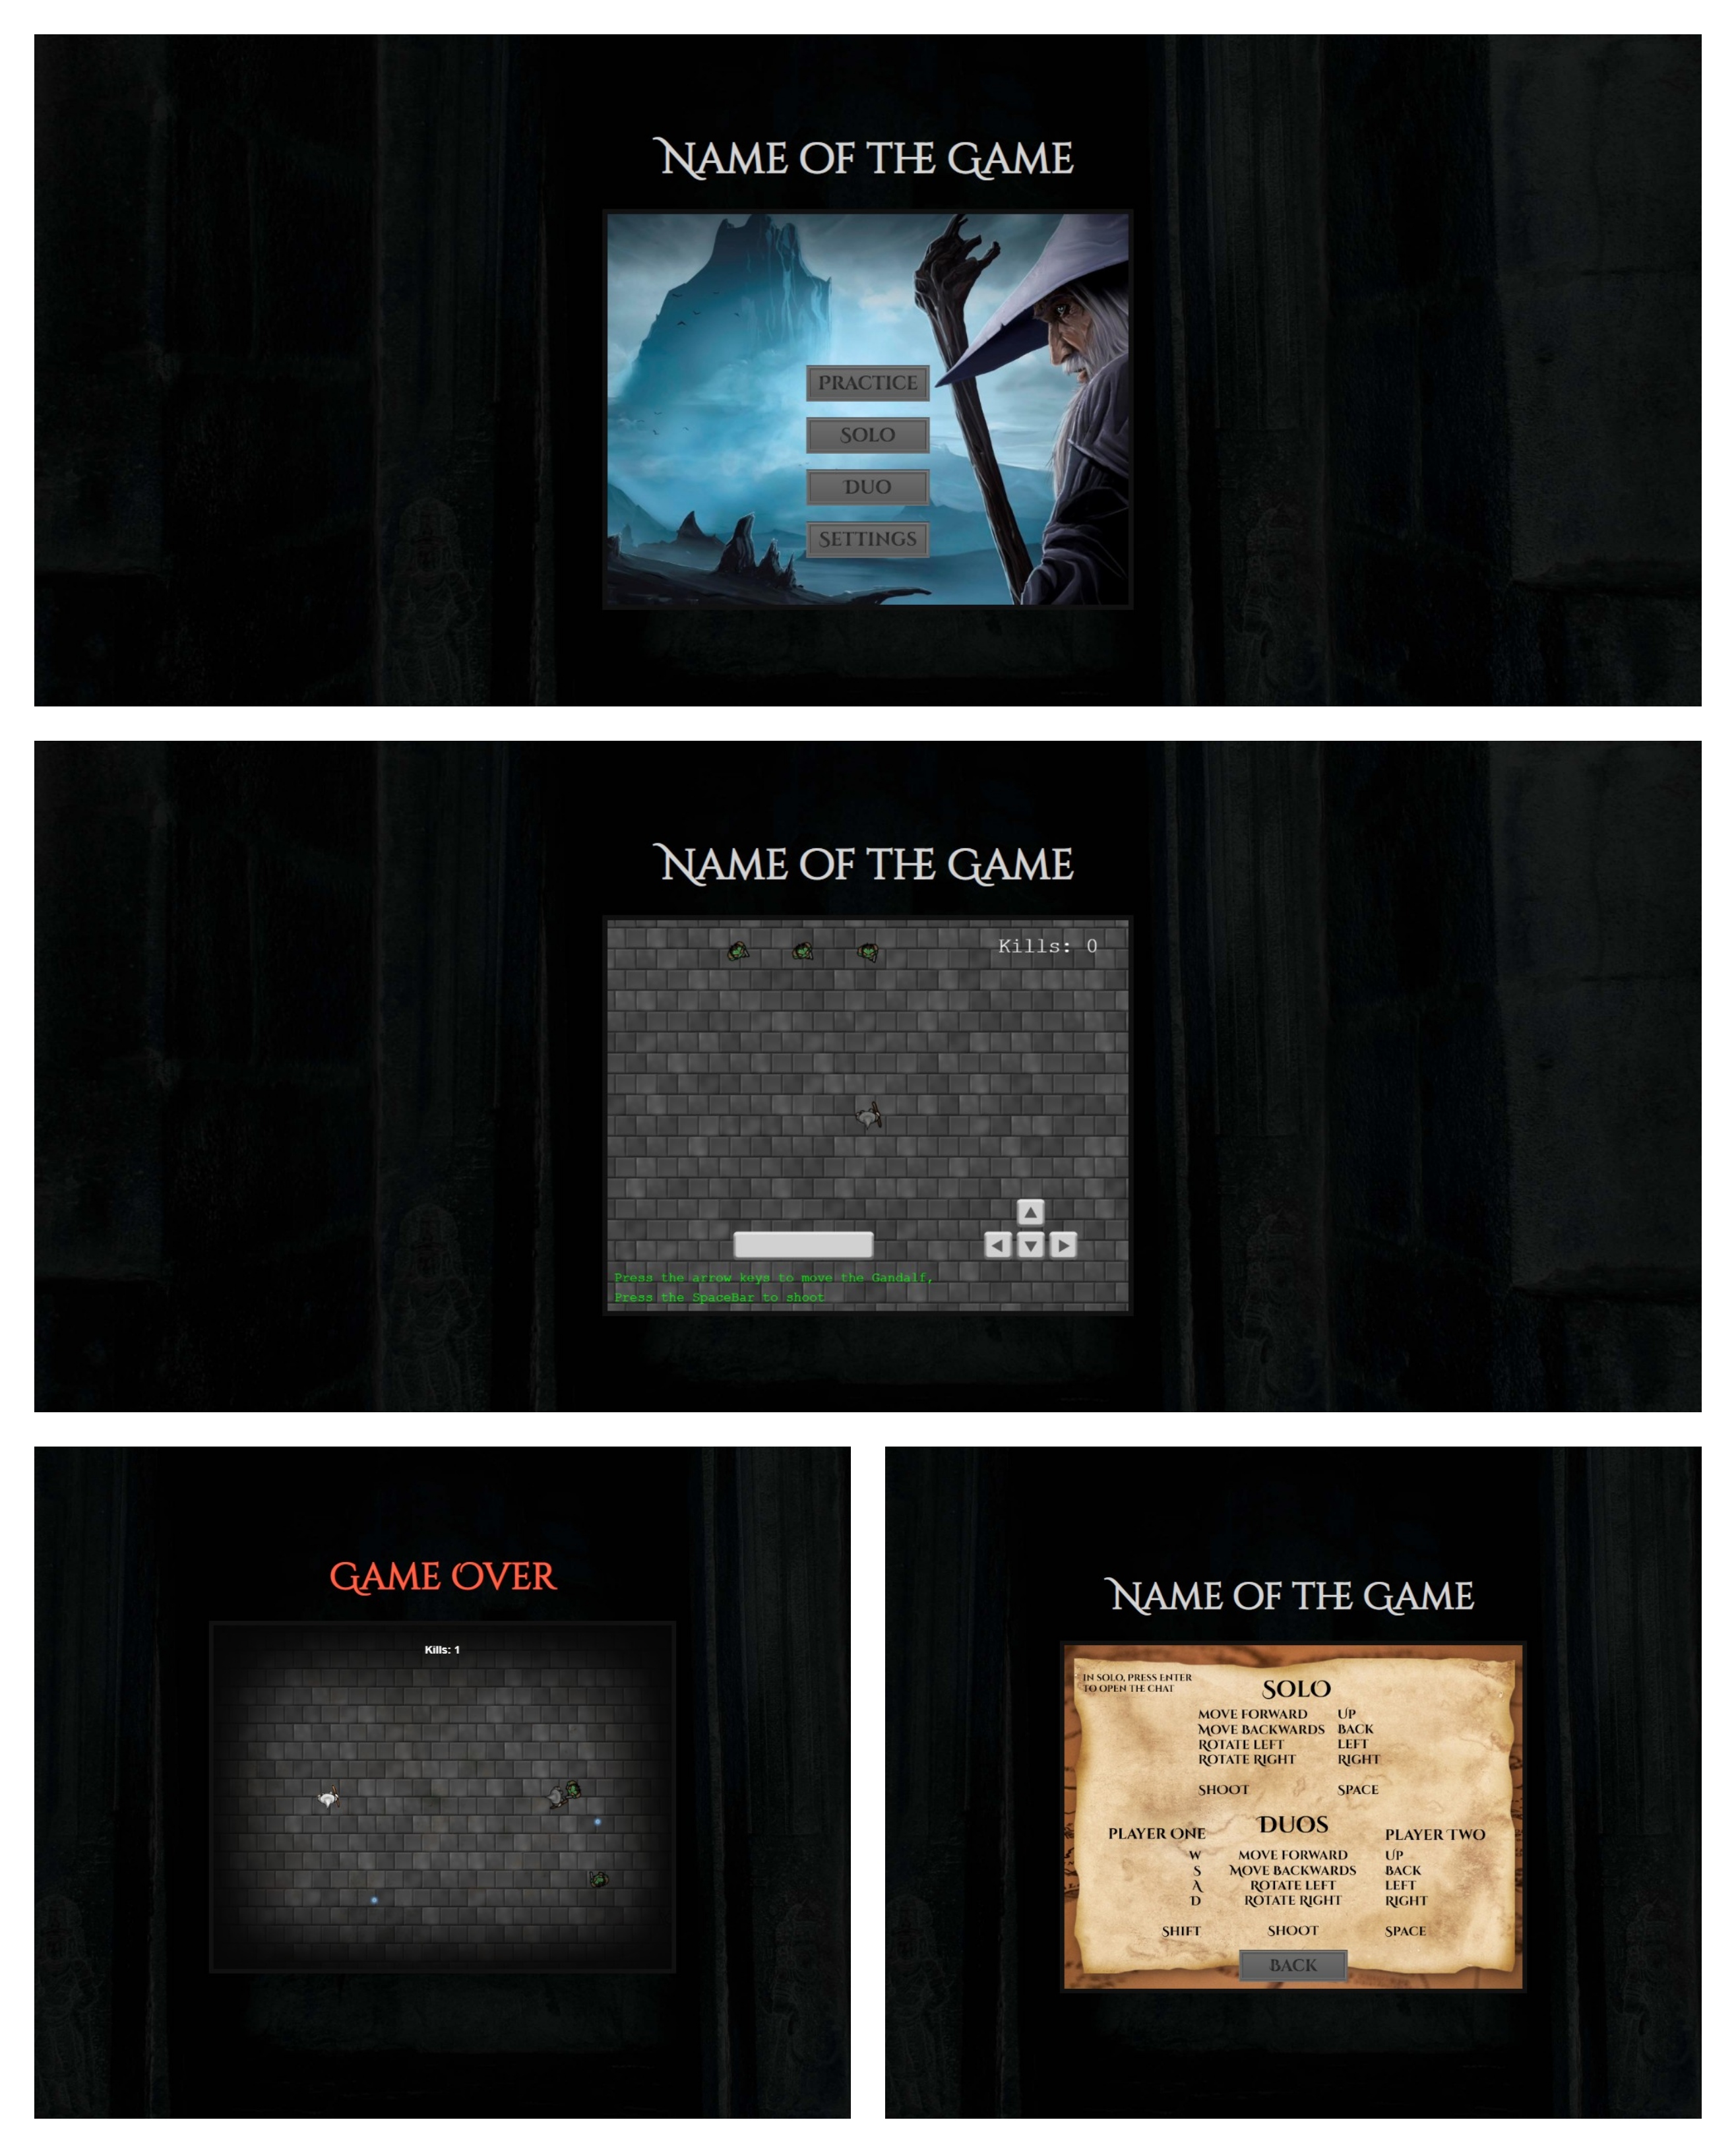 NAME OF THE GAME
PRACTICE
SOLO
DUO
SETTINGS
NAME OF THE GAME
Kills: 0
Press the arrow keys to move the Gandalf,
Press the SpaceBar to shoot
GAME OVER
Kills: 1
NAME OF THE GAME
IN SOLO, PRESS ENTER
TO OPEN THE CHAT
SOLO
MOVE FORWARD UP
MOVE BACKWARDS BACK
ROTATE LEFT LEFT
ROTATE RIGHT RIGHT
SHOOT SPACE
DUOS
PLAYER ONE PLAYER TWO
W MOVE FORWARD UP
S MOVE BACKWARDS BACK
A ROTATE LEFT LEFT
D ROTATE RIGHT RIGHT
SHIFT SHOOT SPACE
BACK